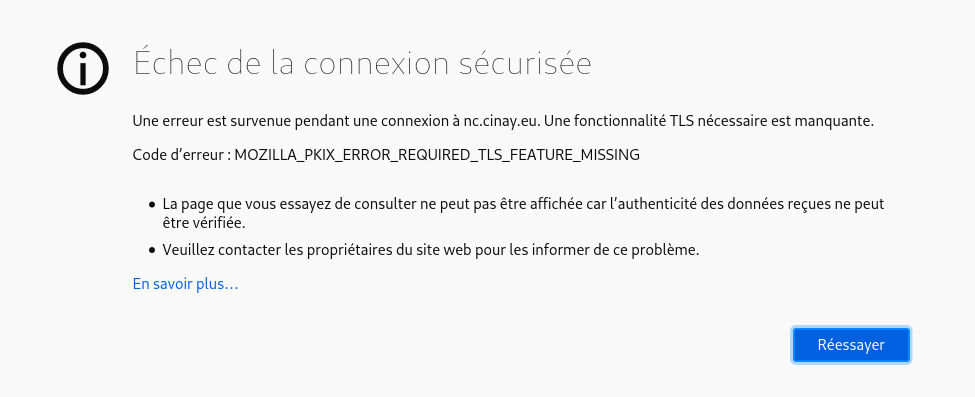 Échec de la connexion sécurisée
Une erreur est survenue pendant une connexion à nc.cinay.eu. Une fonctionnalité TLS nécessaire est manquante.
Code d’erreur : MOZILLA_PKIX_ERROR_REQUIRED_TLS_FEATURE_MISSING
• La page que vous essayez de consulter ne peut pas être affichée car l’authenticité des données reçues ne peut
être vérifiée.
• Veuillez contacter les propriétaires du site web pour les informer de ce problème.
En savoir plus…
Réessayer